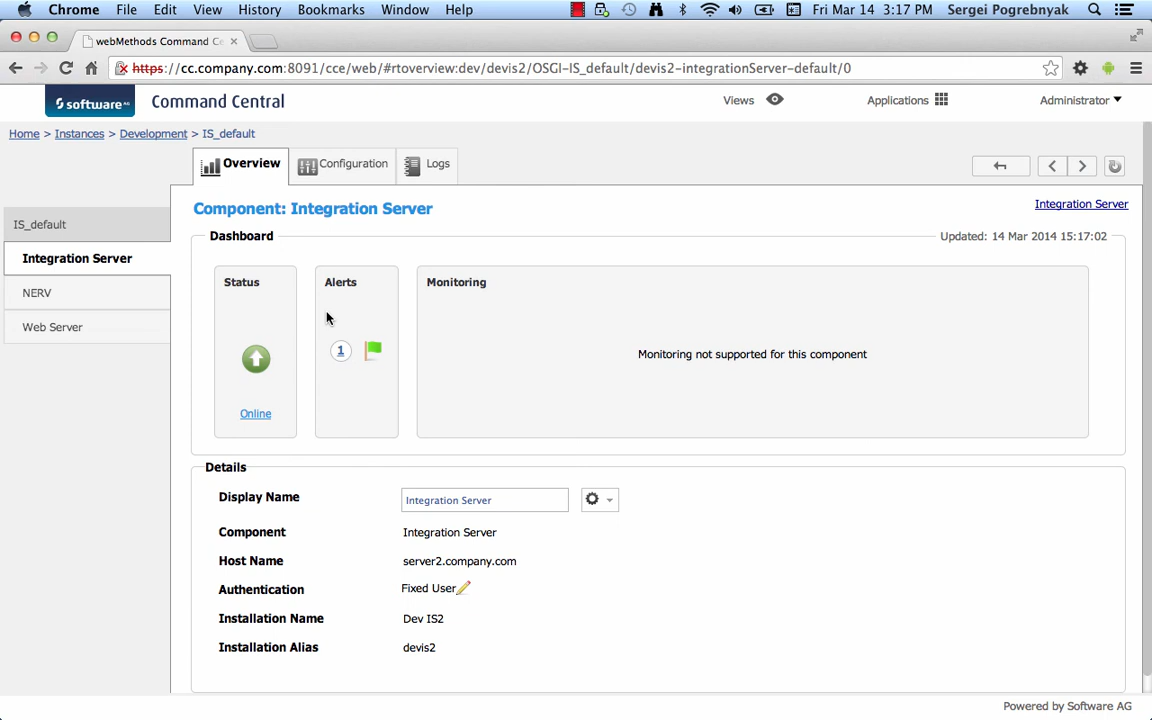 Chrome File Edit View History Bookmarks Window Help Fri Mar 14 3:17 PM Sergei Pogrebnyak
webMethods Command Ce
https://cc.company.com:8091/cce/web/#rtoverview:dev/devis2/OSGI-IS_default/devis2-integrationServer-default/0
software AG Command Central Views Applications Administrator
Home > Instances > Development > IS_default
Overview Configuration Logs
Component: Integration Server Integration Server
IS_default
Integration Server
NERV
Web Server
Dashboard Updated: 14 Mar 2014 15:17:02
Status Alerts Monitoring
1 Monitoring not supported for this component
Online
Details
Display Name Integration Server
Component Integration Server
Host Name server2.company.com
Authentication Fixed User
Installation Name Dev IS2
Installation Alias devis2
Powered by Software AG